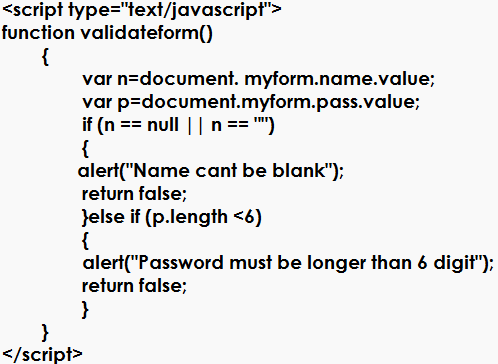 <script type="text/javascript">
function validateform()
{
var n=document. myform.name.value;
var p=document.myform.pass.value;
if (n == null || n == "")
{
alert("Name cant be blank");
return false;
}else if (p.length <6)
{
alert("Password must be longer than 6 digit");
return false;
}
}
</script>